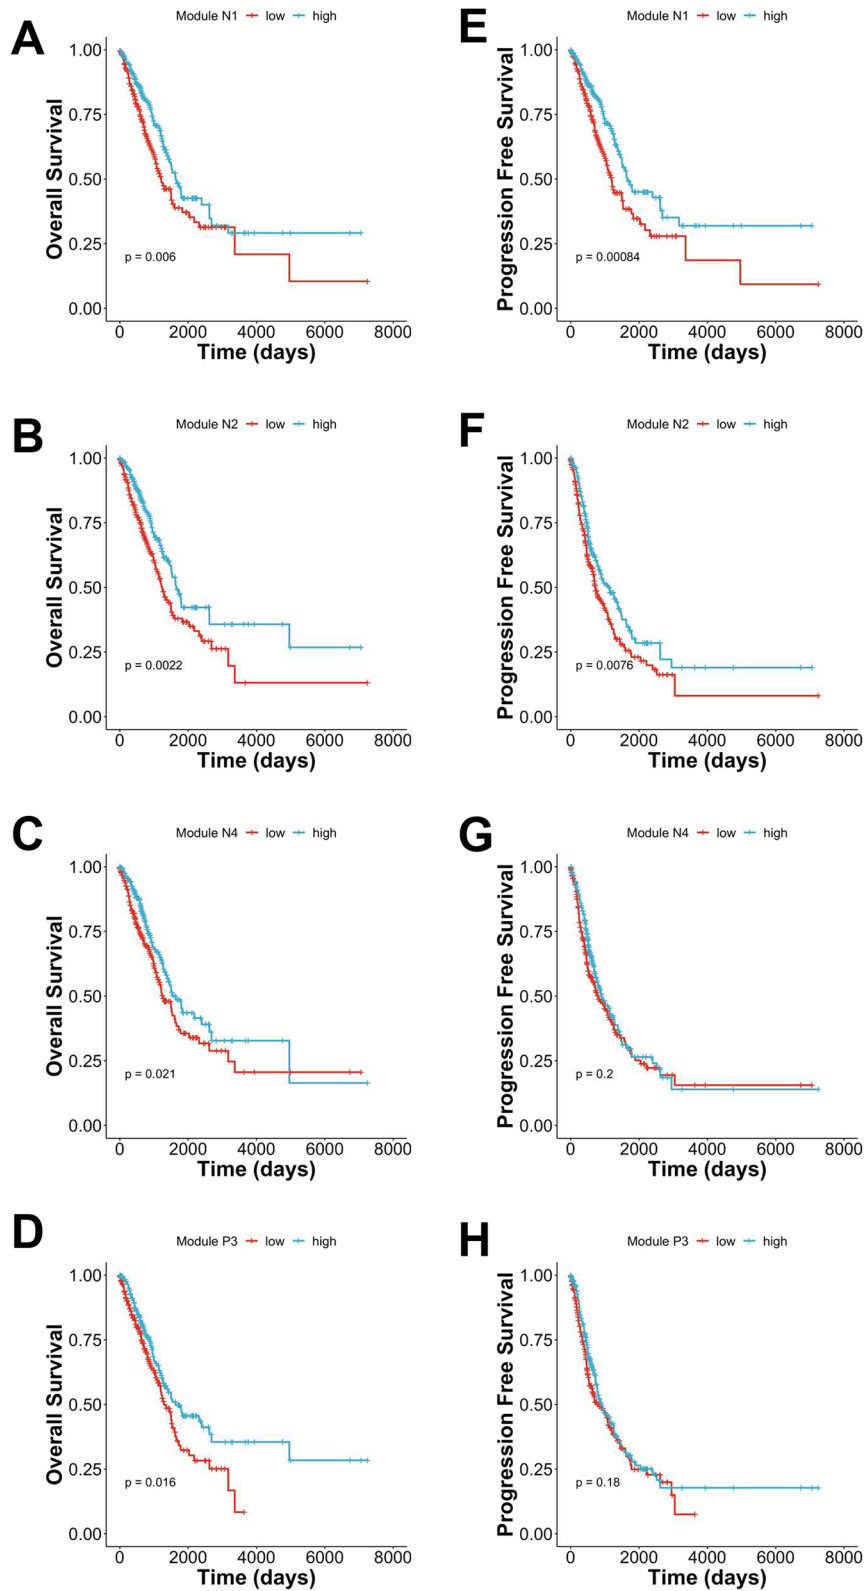 A
Module N1 low high
Overall Survival
1.00
0.75
0.50
0.25
0.00
p = 0.006
0 2000 4000 6000 8000
Time (days)
E
Module N1 low high
Progression Free Survival
1.00
0.75
0.50
0.25
0.00
p = 0.00084
0 2000 4000 6000 8000
Time (days)
B
Module N2 low high
Overall Survival
1.00
0.75
0.50
0.25
0.00
p = 0.0022
0 2000 4000 6000 8000
Time (days)
F
Module N2 low high
Progression Free Survival
1.00
0.75
0.50
0.25
0.00
p = 0.0076
0 2000 4000 6000 8000
Time (days)
C
Module N4 low high
Overall Survival
1.00
0.75
0.50
0.25
0.00
p = 0.021
0 2000 4000 6000 8000
Time (days)
G
Module N4 low high
Progression Free Survival
1.00
0.75
0.50
0.25
0.00
p = 0.2
0 2000 4000 6000 8000
Time (days)
D
Module P3 low high
Overall Survival
1.00
0.75
0.50
0.25
0.00
p = 0.016
0 2000 4000 6000 8000
Time (days)
H
Module P3 low high
Progression Free Survival
1.00
0.75
0.50
0.25
0.00
p = 0.18
0 2000 4000 6000 8000
Time (days)